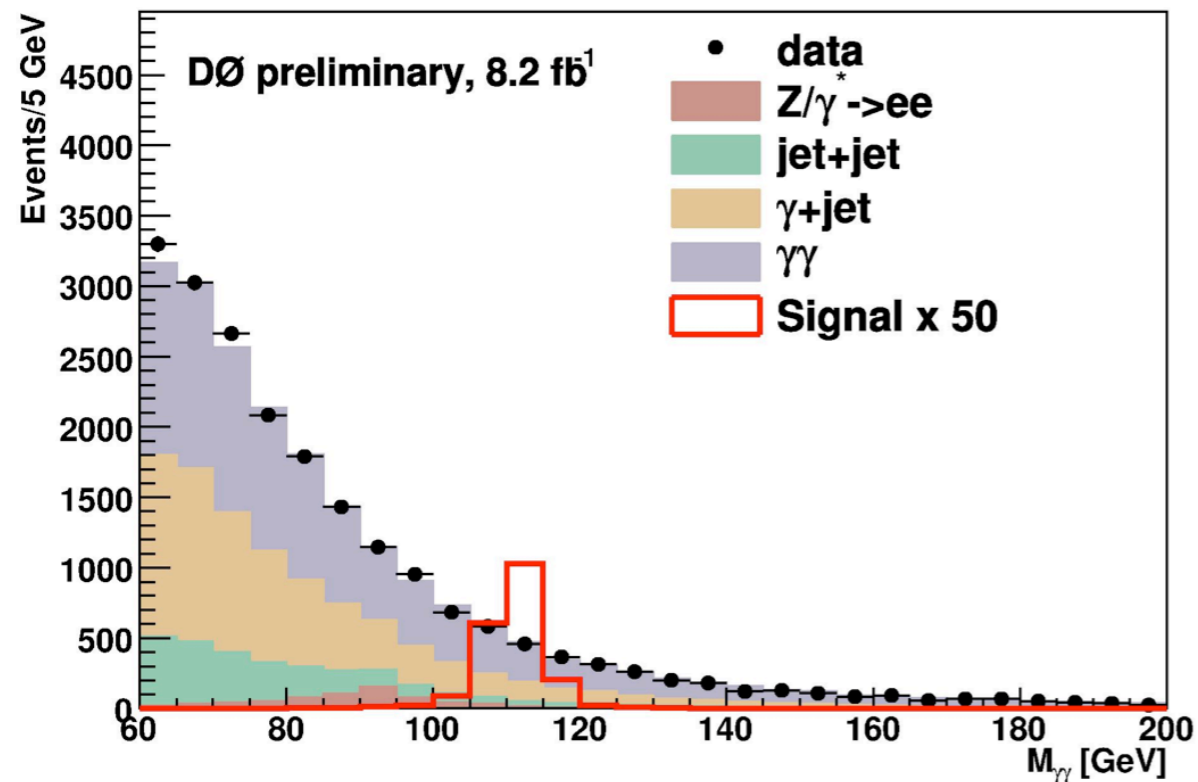 Events/5 GeV
4500
4000
3500
3000
2500
2000
1500
1000
500
0
DØ preliminary, 8.2 fb⁻¹
data
Z/γ*->ee
jet+jet
γ+jet
γγ
Signal x 50
60 80 100 120 140 160 180 200
Mγγ [GeV]